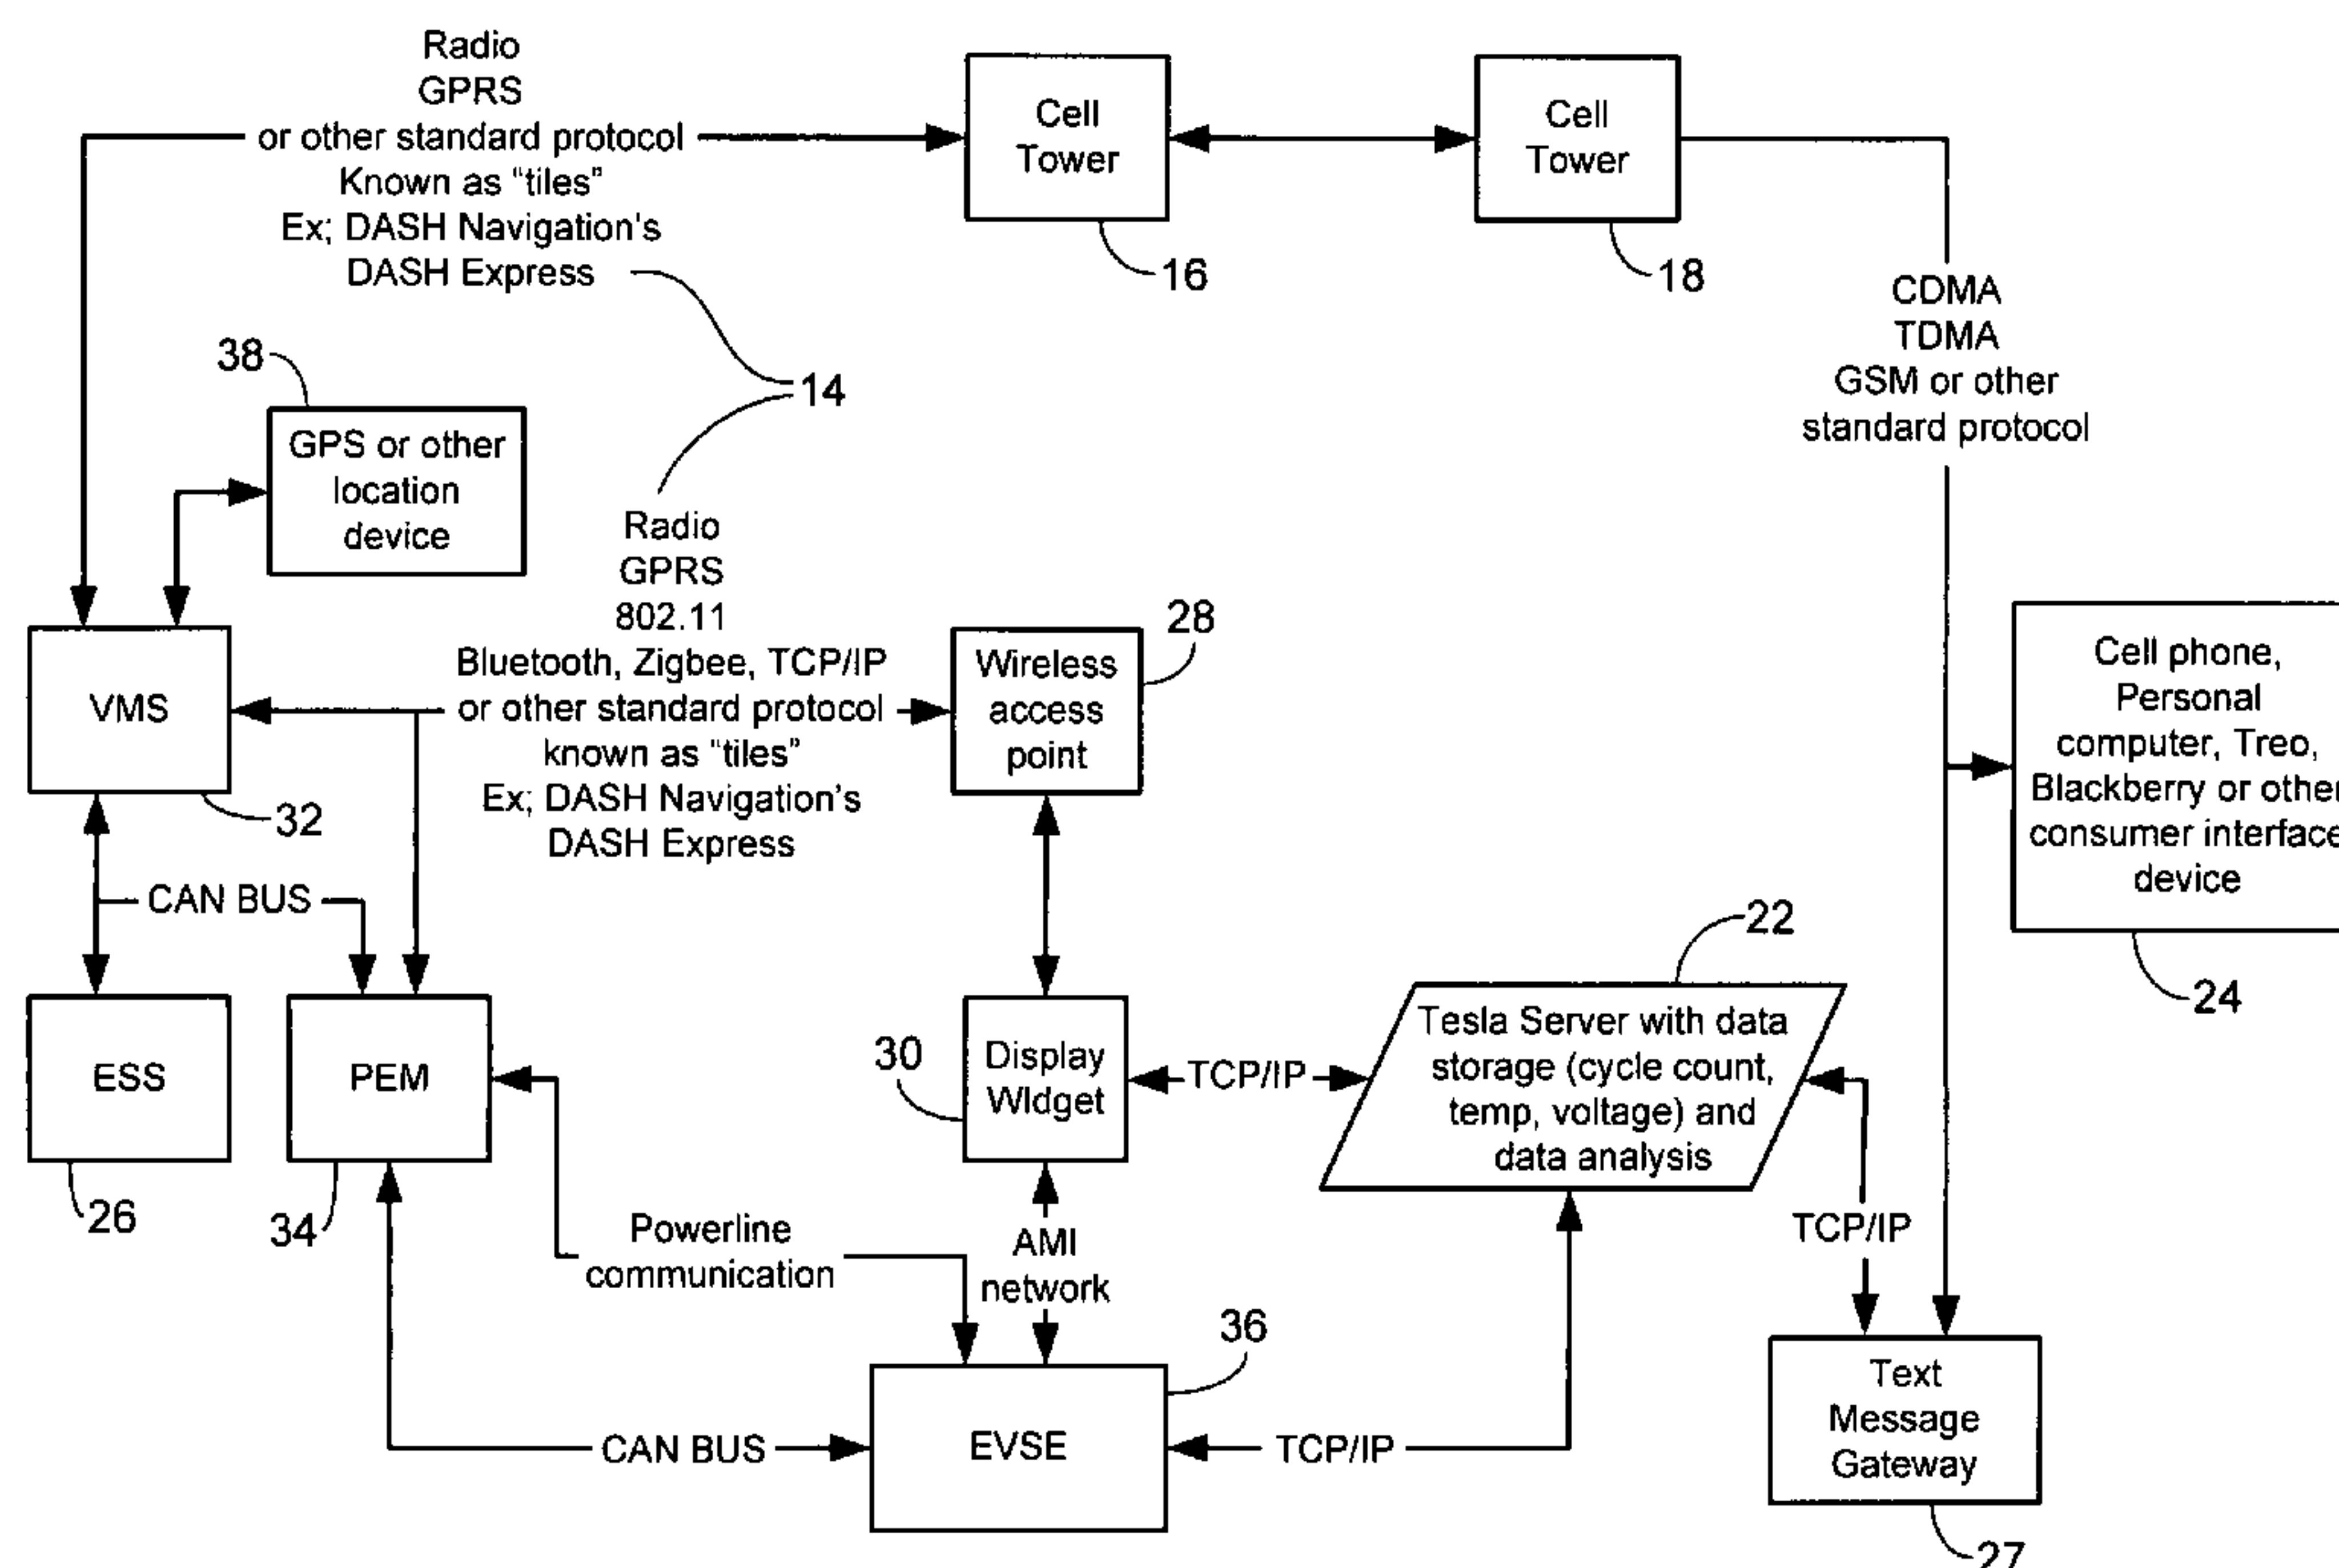 Radio
GPRS
or other standard protocol
Known as "tiles"
Ex; DASH Navigation's
DASH Express
Cell
Tower
Cell
Tower
16
18
CDMA
TDMA
GSM or other
standard protocol
38
14
GPS or other
location
device
Radio
GPRS
802.11
Bluetooth, Zigbee, TCP/IP
or other standard protocol
known as "tiles"
Ex; DASH Navigation's
DASH Express
28
Wireless
access
point
VMS
32
Cell phone,
Personal
computer, Treo,
Blackberry or other
consumer interface
device
24
CAN BUS
22
ESS
PEM
30
Display
WIdget
TCP/IP
Tesla Server with data
storage (cycle count,
temp, voltage) and
data analysis
26
34
Powerline
communication
AMI
network
TCP/IP
36
CAN BUS
EVSE
TCP/IP
Text
Message
Gateway
27